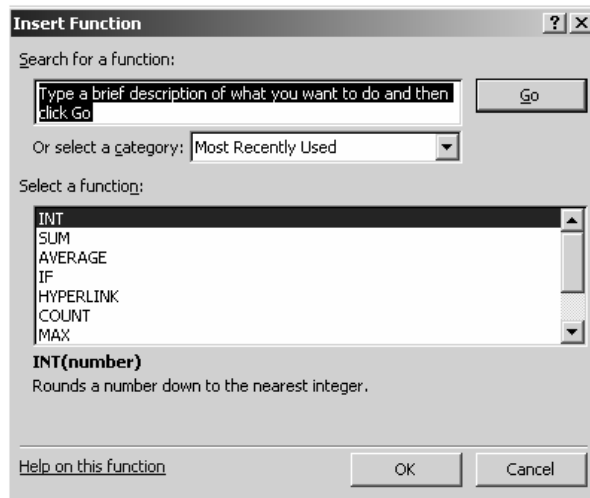 Insert Function
Search for a function:
Type a brief description of what you want to do and then
click Go
Go
Or select a category: Most Recently Used
Select a function:
INT
SUM
AVERAGE
IF
HYPERLINK
COUNT
MAX
INT(number)
Rounds a number down to the nearest integer.
Help on this function
OK
Cancel